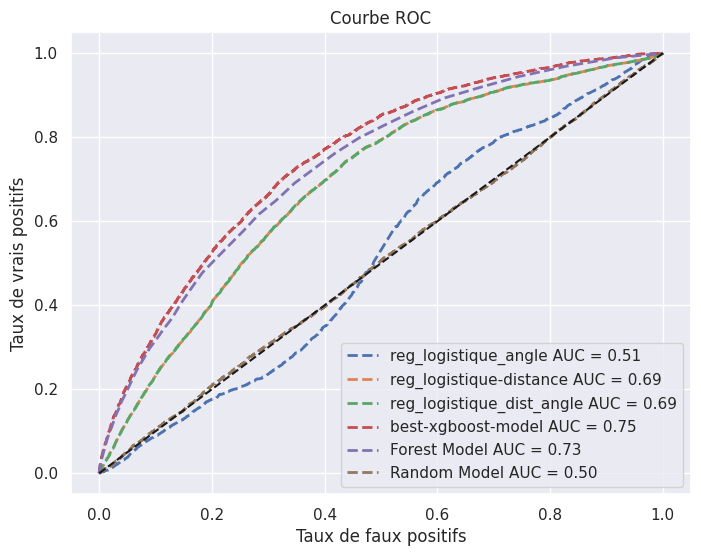 Courbe ROC
Taux de vrais positifs
1.0
0.8
0.6
0.4
0.2
0.0
reg_logistique_angle AUC = 0.51
reg_logistique-distance AUC = 0.69
reg_logistique_dist_angle AUC = 0.69
best-xgboost-model AUC = 0.75
Forest Model AUC = 0.73
Random Model AUC = 0.50
0.0 0.2 0.4 0.6 0.8 1.0
Taux de faux positifs